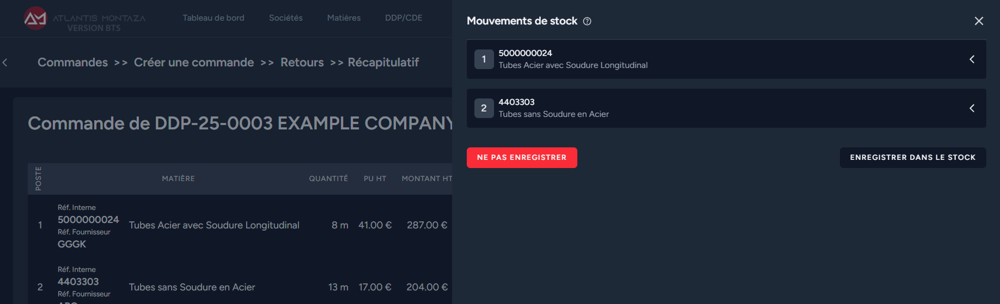 ATLANTIS MONTAZA
VERSION BTS
Tableau de bord
Sociétés
Matières
DDP/CDE
Commandes >> Créer une commande >> Retours >> Récapitulatif
Commande de DDP-25-0003 EXAMPLE COMPANY
POSTE
MATIÈRE
QUANTITÉ
PU HT
MONTANT HT
1
Réf. Interne
5000000024
Réf. Fournisseur
GGGK
Tubes Acier avec Soudure Longitudinal
8 m
41.00 €
287.00 €
2
Réf. Interne
4403303
Réf. Fournisseur
Tubes sans Soudure en Acier
13 m
17.00 €
204.00 €
Mouvements de stock
1
5000000024
Tubes Acier avec Soudure Longitudinal
2
4403303
Tubes sans Soudure en Acier
NE PAS ENREGISTRER
ENREGISTRER DANS LE STOCK